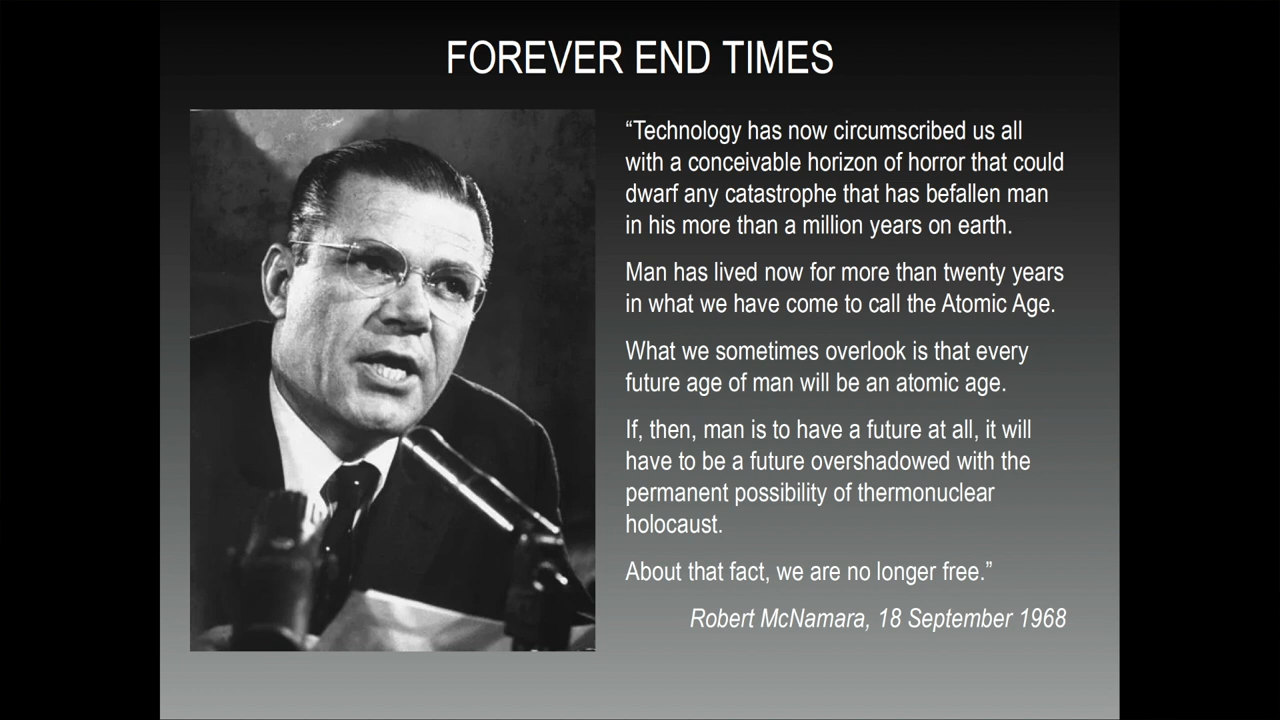 FOREVER END TIMES
“Technology has now circumscribed us all
with a conceivable horizon of horror that could
dwarf any catastrophe that has befallen man
in his more than a million years on earth.
Man has lived now for more than twenty years
in what we have come to call the Atomic Age.
What we sometimes overlook is that every
future age of man will be an atomic age.
If, then, man is to have a future at all, it will
have to be a future overshadowed with the
permanent possibility of thermonuclear
holocaust.
About that fact, we are no longer free.”
Robert McNamara, 18 September 1968